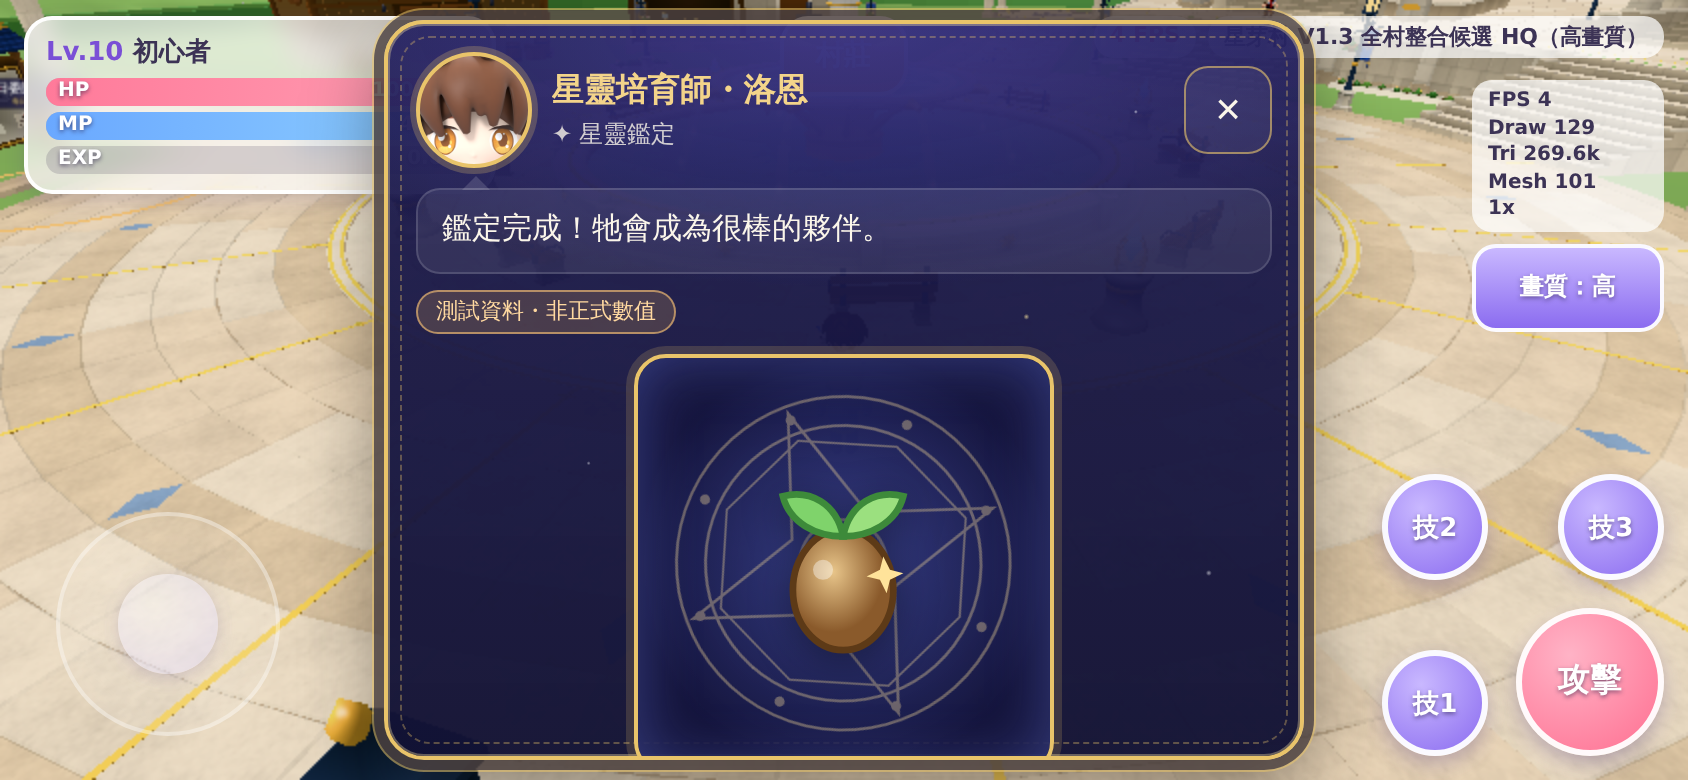 Lv.10 初心者
HP
MP
EXP
星靈培育師・洛恩
✦ 星靈鑑定
×
鑑定完成！牠會成為很棒的夥伴。
測試資料・非正式數值
V1.3 全村整合候選 HQ（高畫質）
FPS 4
Draw 129
Tri 269.6k
Mesh 101
1x
畫質：高
技2
技3
技1
攻擊